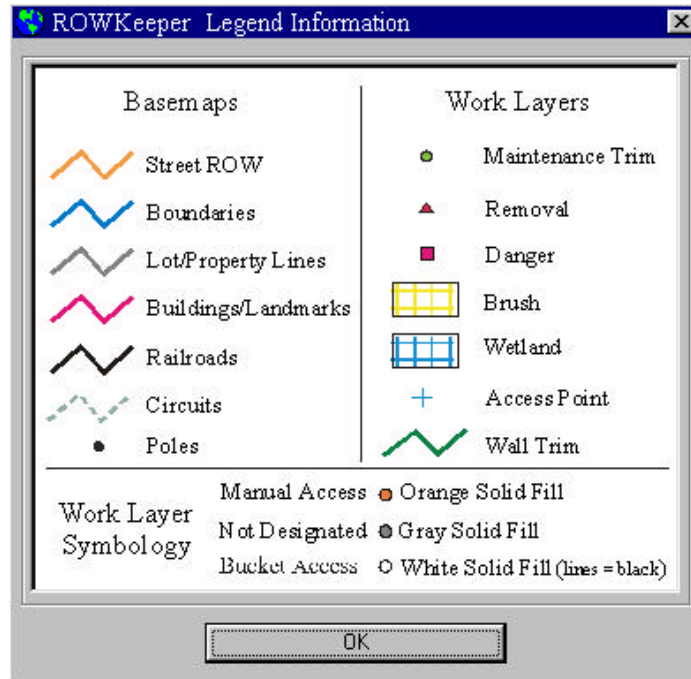 ROWKeeper Legend Information
Basemaps
Street ROW
Boundaries
Lot/Property Lines
Buildings/Landmarks
Railroads
Circuits
Poles
Work Layers
Maintenance Trim
Removal
Danger
Brush
Wetland
Access Point
Wall Trim
Work Layer
Symbology
Manual Access Orange Solid Fill
Not Designated Gray Solid Fill
Bucket Access White Solid Fill (lines = black)
OK